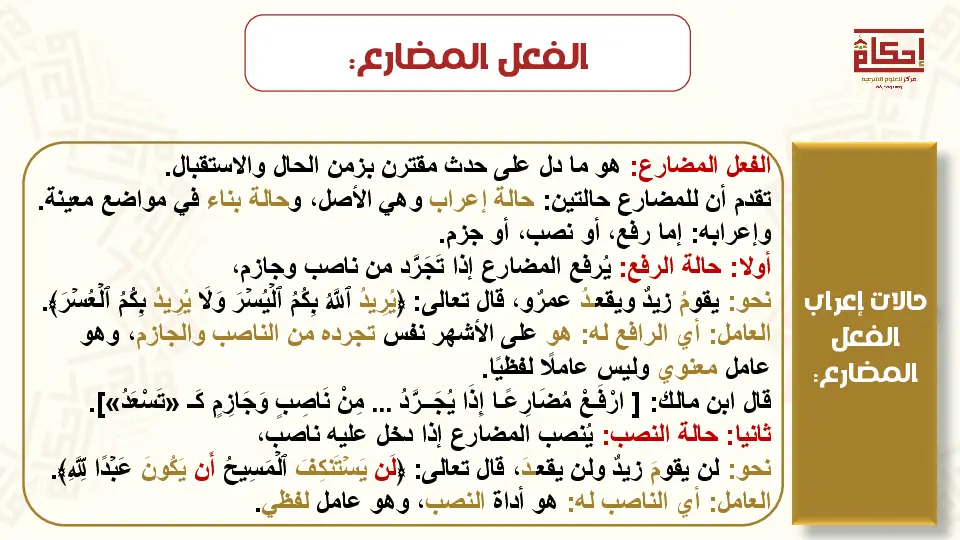 الفعل المضارع:
إحكام
مركز للعلوم الشرعية
الفعل المضارع: هو ما دل على حدث مقترن بزمن الحال والاستقبال.
تقدم أن للمضارع حالتين: حالة إعراب وهي الأصل، وحالة بناء في مواضع معينة.
وإعرابه: إما رفع، أو نصب، أو جزم.
أولا: حالة الرفع: يُرفع المضارع إذا تَجَرَّد من ناصب وجازم،
نحو: يقومُ زيدٌ ويقعدُ عمرٌو، قال تعالى: ﴿يُرِيدُ ٱللَّهُ بِكُمُ ٱلۡيُسۡرَ وَلَا يُرِيدُ بِكُمُ ٱلۡعُسۡرَ﴾.
العامل: أي الرافع له: هو على الأشهر نفس تجرده من الناصب والجازم، وهو
عامل معنوي وليس عاملًا لفظيًا.
قال ابن مالك: [ ارْفَـعْ مُضَارِعًـا إِذَا يُجَـــرَّدُ ... مِنْ نَاصِبٍ وَجَازِمٍ كَـ «تَسْعَدُ»].
ثانيا: حالة النصب: يُنصب المضارع إذا دخل عليه ناصب،
نحو: لن يقومَ زيدٌ ولن يقعدَ، قال تعالى: ﴿لَن يَسۡتَنكِفَ ٱلۡمَسِيحُ أَن يَكُونَ عَبۡدٗا لِّلَّهِ﴾.
العامل: أي الناصب له: هو أداة النصب، وهو عامل لفظي.
حالات إعراب
الفعل
المضارع: